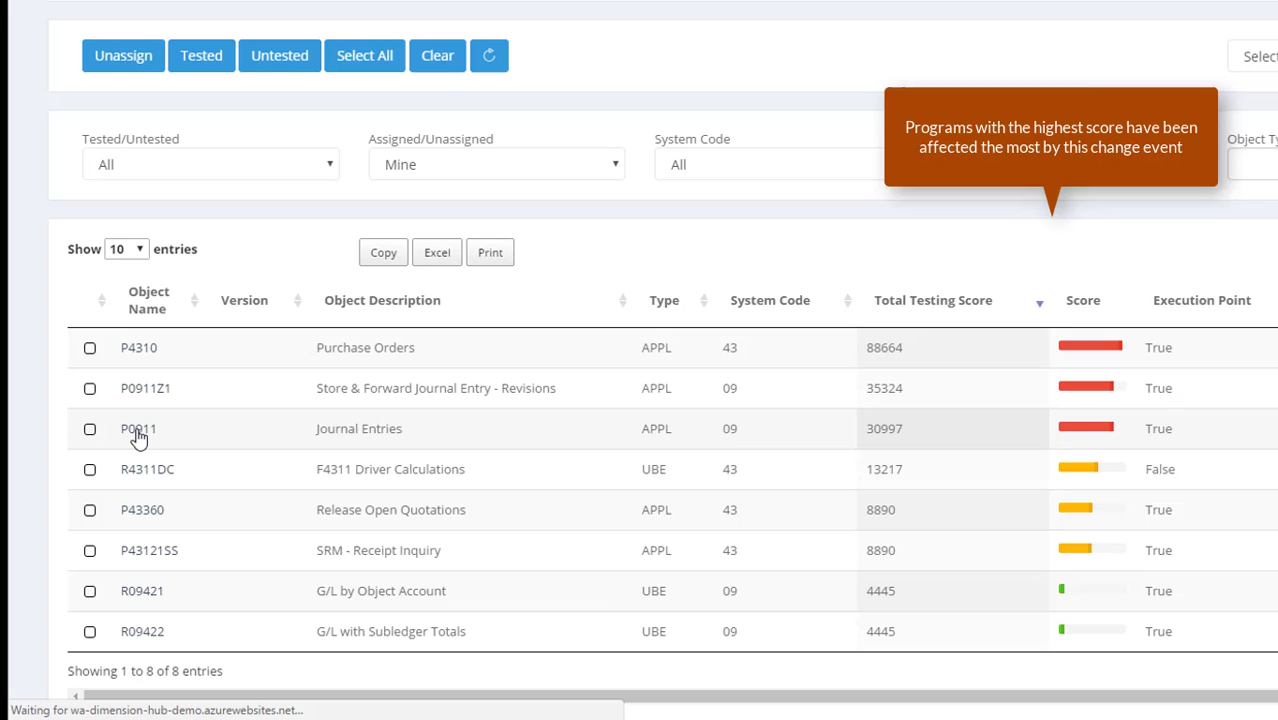 Unassign Tested Untested Select All Clear
Selec
Programs with the highest score have been
affected the most by this change event
Tested/Untested Assigned/Unassigned System Code Object Ty
All Mine All
Show 10 entries Copy Excel Print
Object Name Version Object Description Type System Code Total Testing Score Score Execution Point
P4310 Purchase Orders APPL 43 88664 True
P0911Z1 Store & Forward Journal Entry - Revisions APPL 09 35324 True
P0911 Journal Entries APPL 09 30997 True
R4311DC F4311 Driver Calculations UBE 43 13217 False
P43360 Release Open Quotations APPL 43 8890 True
P43121SS SRM - Receipt Inquiry APPL 43 8890 True
R09421 G/L by Object Account UBE 09 4445 True
R09422 G/L with Subledger Totals UBE 09 4445 True
Showing 1 to 8 of 8 entries
Waiting for wa-dimension-hub-demo.azurewebsites.net...